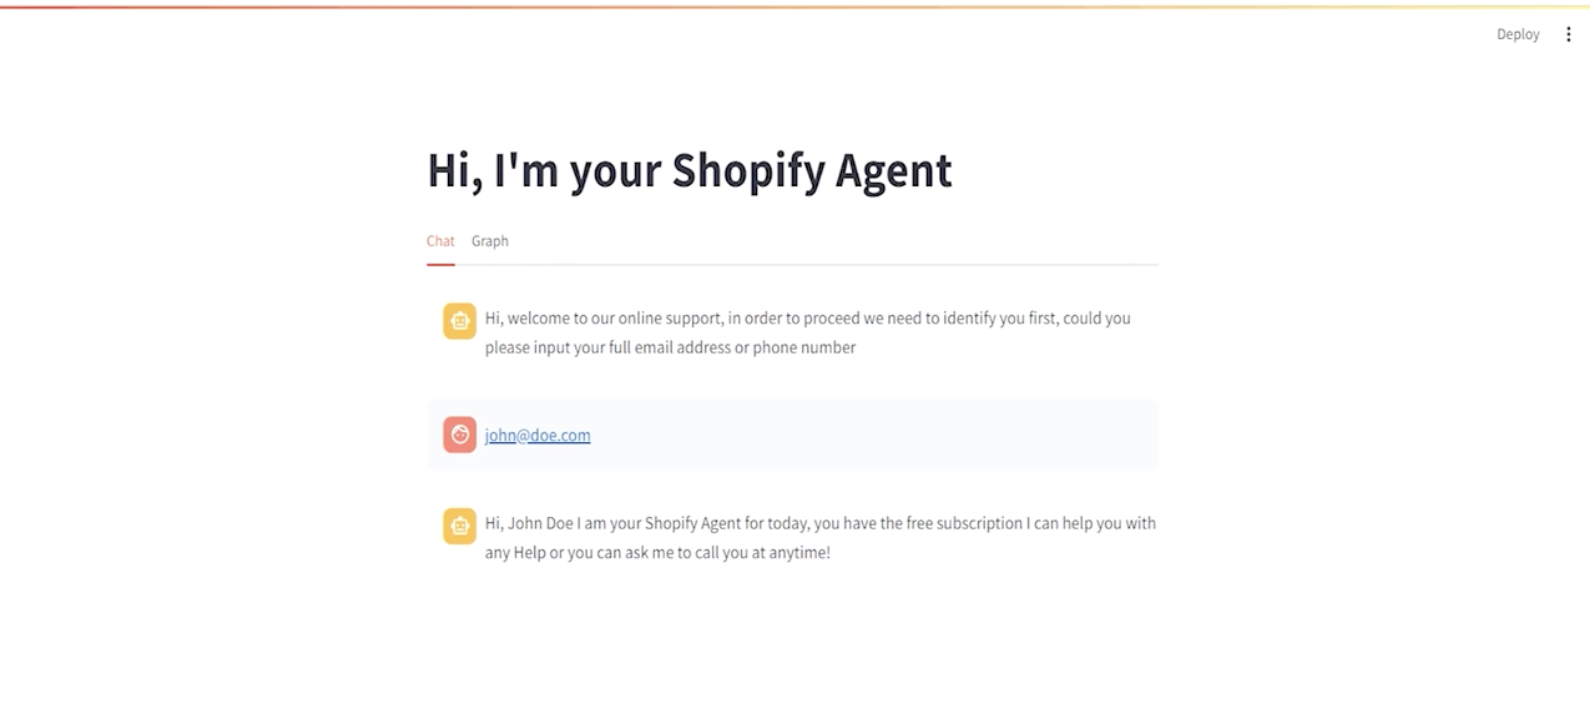 Deploy
Hi, I'm your Shopify Agent
Chat Graph
Hi, welcome to our online support, in order to proceed we need to identify you first, could you
please input your full email address or phone number
john@doe.com
Hi, John Doe I am your Shopify Agent for today, you have the free subscription I can help you with
any Help or you can ask me to call you at anytime!